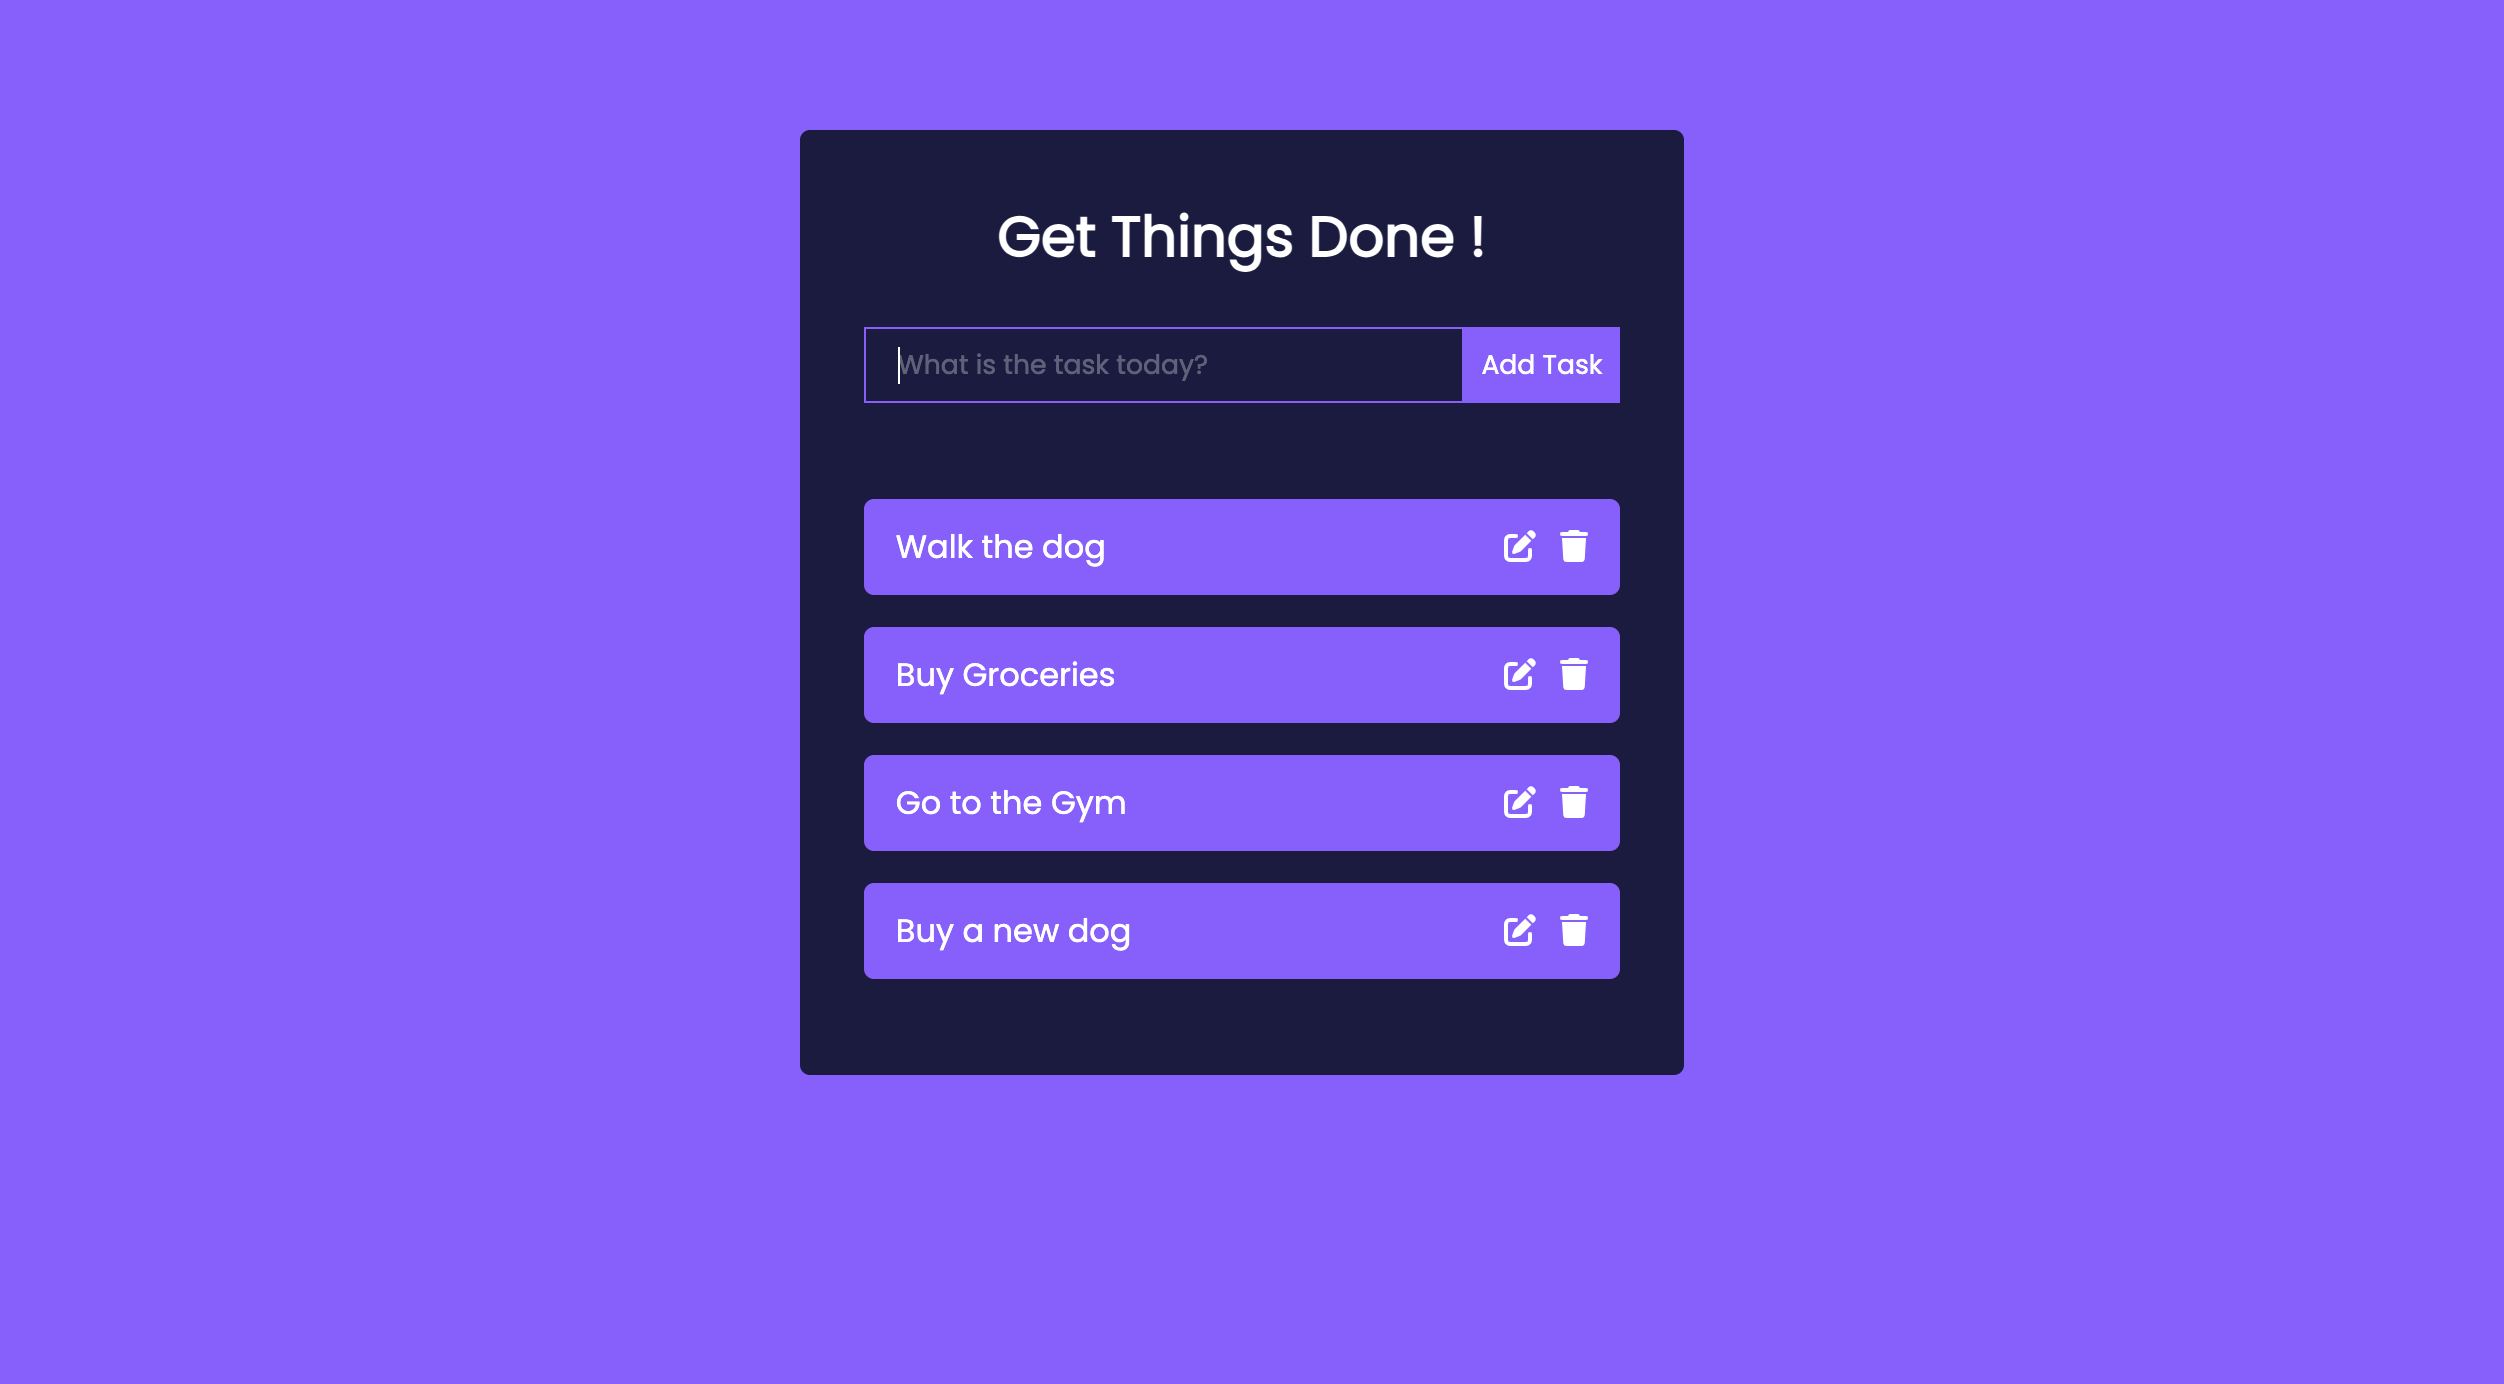 Get Things Done !
What is the task today?
Add Task
Walk the dog
Buy Groceries
Go to the Gym
Buy a new dog